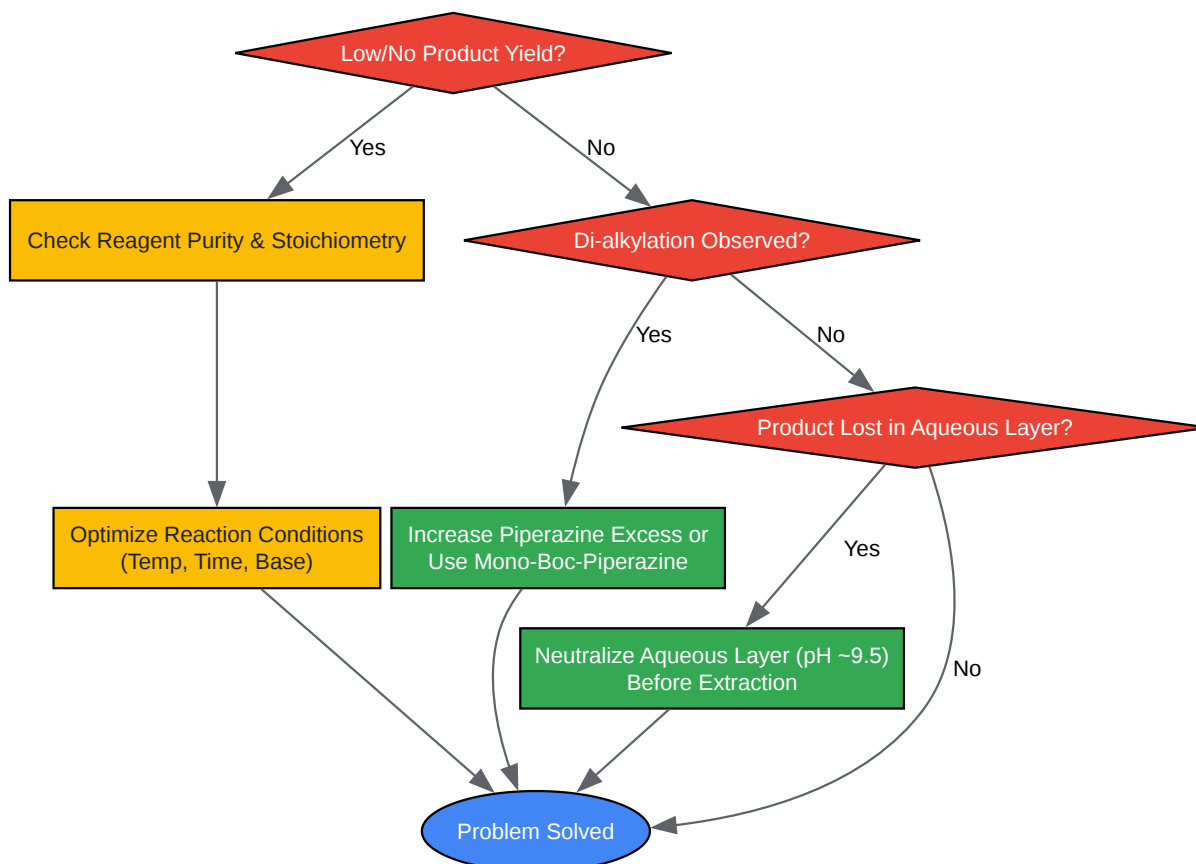 Low/No Product Yield?
Yes
No
Check Reagent Purity & Stoichiometry
Di-alkylation Observed?
Yes
No
Product Lost in Aqueous Layer?
Optimize Reaction Conditions
(Temp, Time, Base)
Increase Piperazine Excess or
Use Mono-Boc-Piperazine
Yes
Neutralize Aqueous Layer (pH ~9.5)
Before Extraction
No
Problem Solved